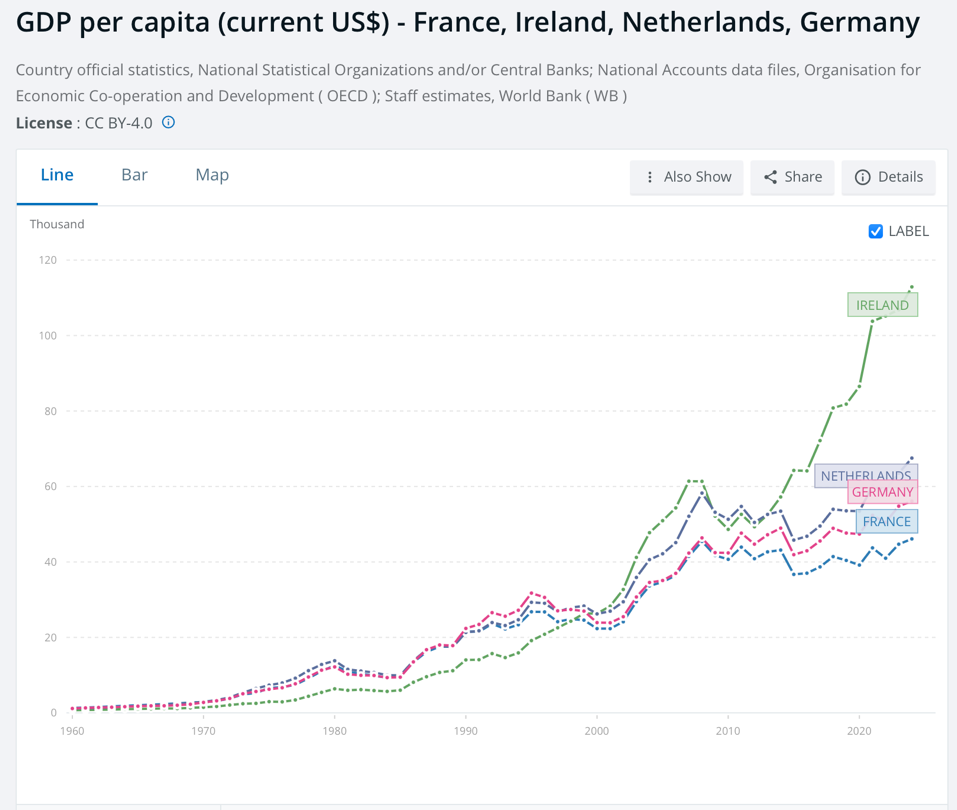 GDP per capita (current US$) - France, Ireland, Netherlands, Germany
Country official statistics, National Statistical Organizations and/or Central Banks; National Accounts data files, Organisation for
Economic Co-operation and Development ( OECD ); Staff estimates, World Bank ( WB )
License : CC BY-4.0
Line Bar Map Also Show Share Details
Thousand
LABEL
120
IRELAND
100
80
NETHERLANDS
60
GERMANY
FRANCE
40
20
0
1960 1970 1980 1990 2000 2010 2020